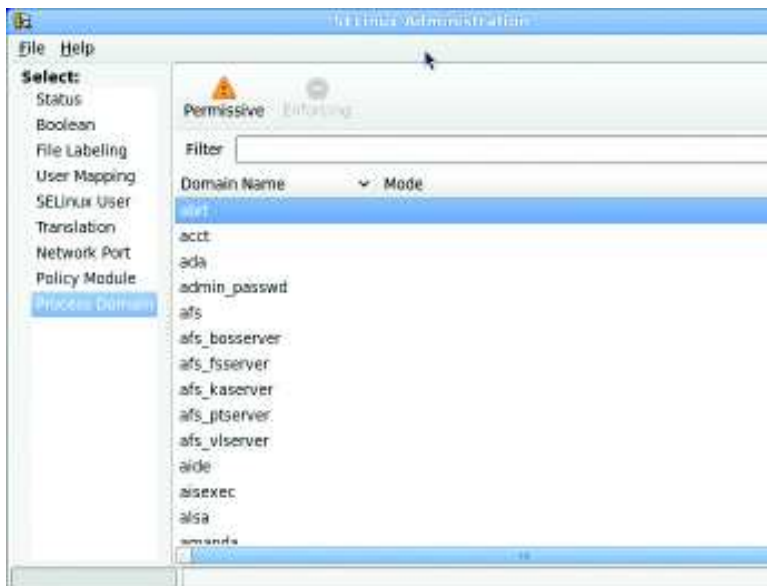 SELinux Administration
File Help
Select:
Status
Boolean
File Labeling
User Mapping
SELinux User
Translation
Network Port
Policy Module
Process Domain
Permissive Enforcing
Filter
Domain Name Mode
abrt
acct
ada
admin_passwd
afs
afs_bosserver
afs_fsserver
afs_kaserver
afs_ptserver
afs_vlserver
aide
aisexec
alsa
amanda